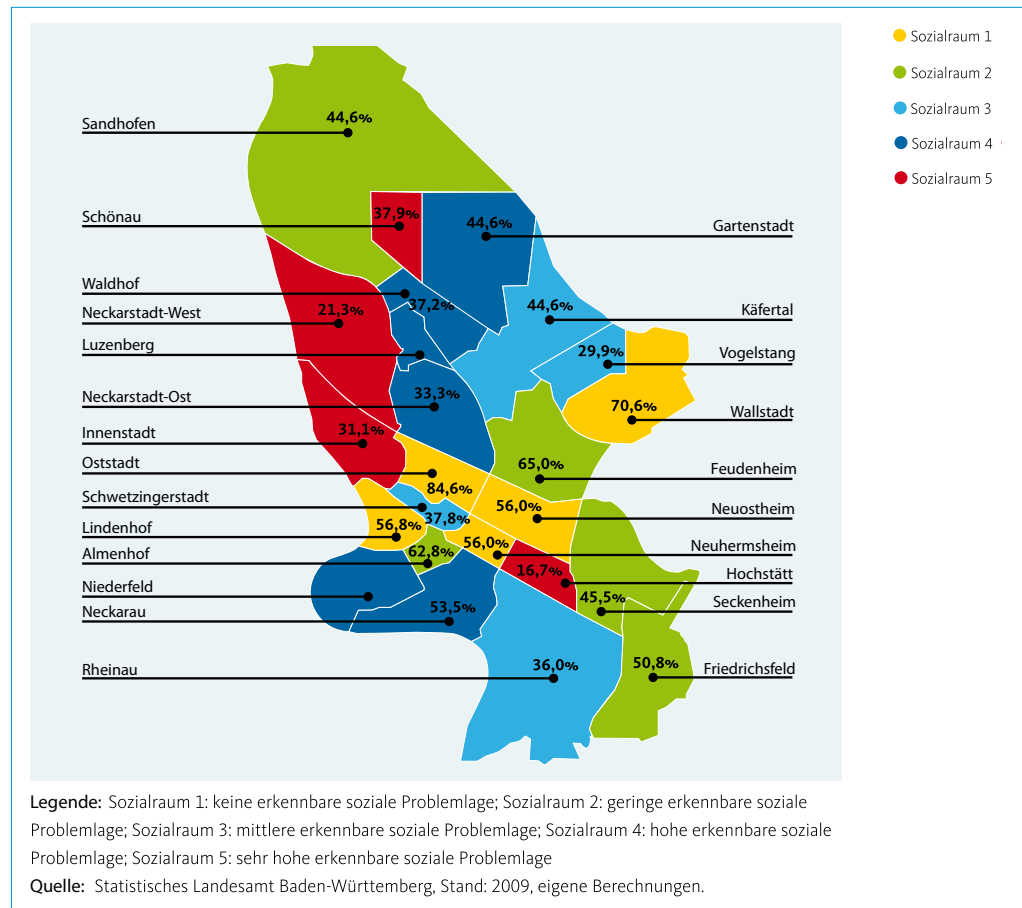 Sozialraum 1
Sozialraum 2
Sozialraum 3
Sozialraum 4
Sozialraum 5
Sandhofen
44,6%
Schönau
37,9%
44,6%
Gartenstadt
Waldhof
37,2%
Neckarstadt-West
21,3%
44,6%
Käfertal
Luzenberg
29,9%
Vogelstang
Neckarstadt-Ost
33,3%
70,6%
Wallstadt
Innenstadt
31,1%
Oststadt
84,6%
65,0%
Feudenheim
Schwetzingerstadt
37,8%
56,0%
Neuostheim
Lindenhof
56,8%
56,0%
Neuhermsheim
Almenhof
62,8%
16,7%
Hochstätt
Niederfeld
45,5%
Seckenheim
Neckarau
53,5%
Rheinau
36,0%
50,8%
Friedrichsfeld
Legende: Sozialraum 1: keine erkennbare soziale Problemlage; Sozialraum 2: geringe erkennbare soziale
Problemlage; Sozialraum 3: mittlere erkennbare soziale Problemlage; Sozialraum 4: hohe erkennbare soziale
Problemlage; Sozialraum 5: sehr hohe erkennbare soziale Problemlage
Quelle: Statistisches Landesamt Baden-Württemberg, Stand: 2009, eigene Berechnungen.